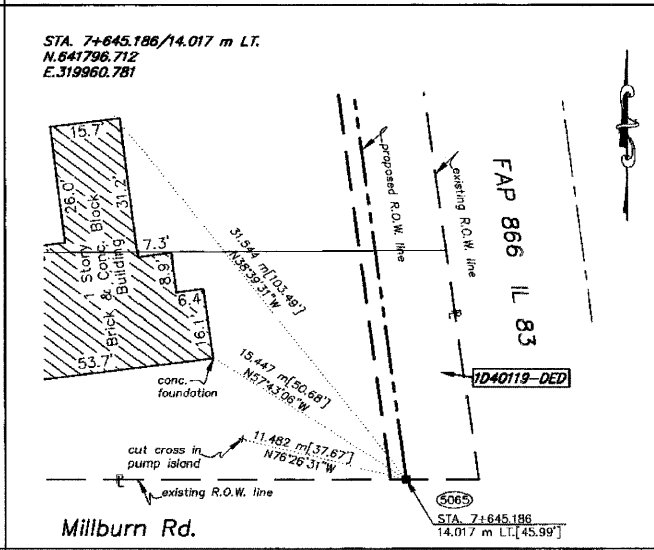 STA. 7+645.186/14.017 m LT.
N.641796.712
E.319960.781
15.7'
26.0'
31.2'
1 Story
Brick & Conc. Block
Building
7.3'
8.9'
6.4'
16.1'
53.7'
conc.
foundation
31.544 m[103.49']
N38°39'31"W
15.447 m[50.68']
N57°43'06"W
11.482 m[37.67']
N76°26'31"W
cut cross in
pump island
existing R.O.W. line
Millburn Rd.
proposed R.O.W. line
existing R.O.W. line
FAP 866 IL 83
1D40119-DED
5065
STA. 7+645.186
14.017 m LT.[45.99']